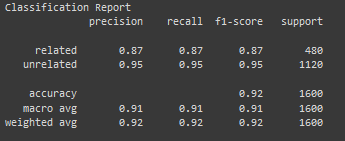 Classification Report
precision recall f1-score support
related 0.87 0.87 0.87 480
unrelated 0.95 0.95 0.95 1120
accuracy 0.92 1600
macro avg 0.91 0.91 0.91 1600
weighted avg 0.92 0.92 0.92 1600